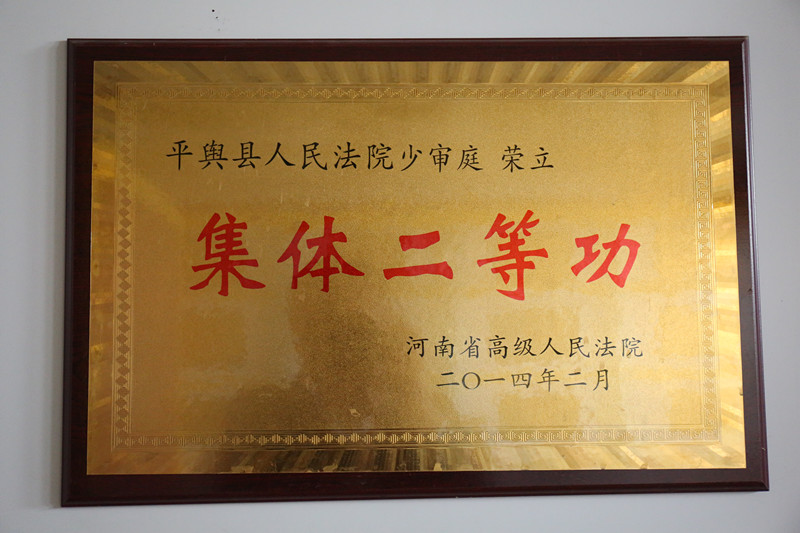 平舆县人民法院少审庭 荣立
集体二等功
河南省高级人民法院
二〇一四年二月